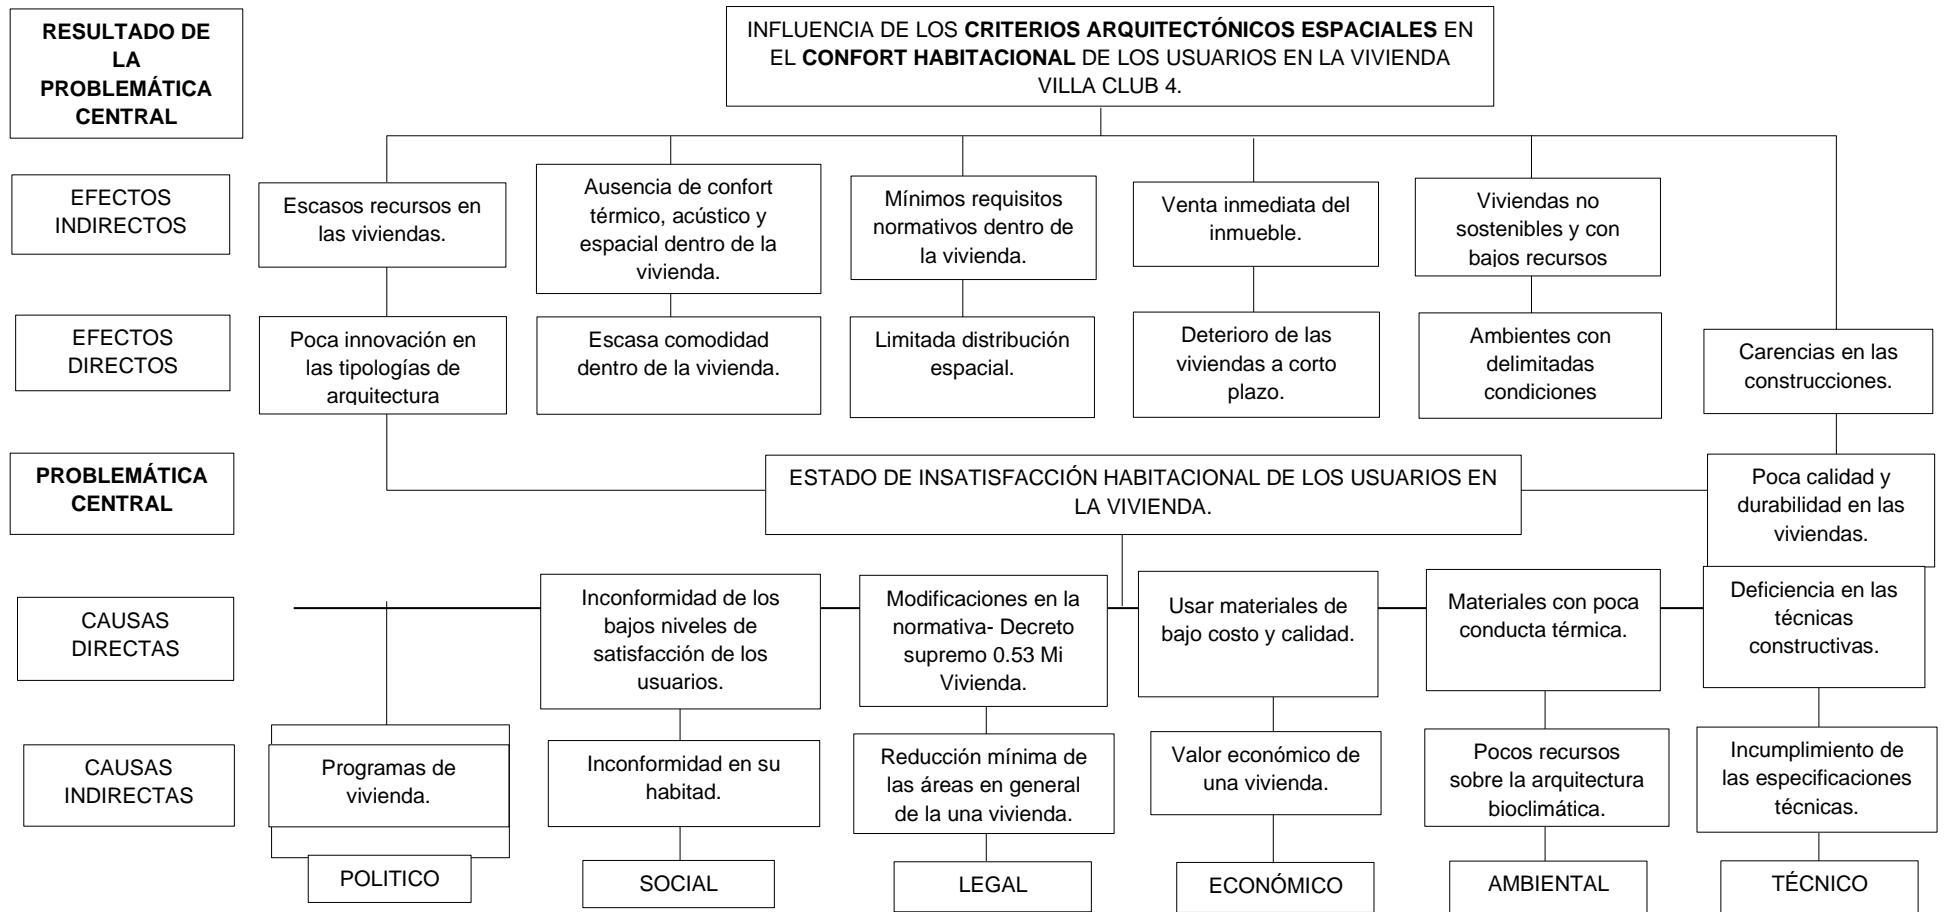 RESULTADO DE
LA
PROBLEMÁTICA
CENTRAL
INFLUENCIA DE LOS CRITERIOS ARQUITECTÓNICOS ESPACIALES EN
EL CONFORT HABITACIONAL DE LOS USUARIOS EN LA VIVIENDA
VILLA CLUB 4.
EFECTOS
INDIRECTOS
Escasos recursos en
las viviendas.
Ausencia de confort
térmico, acústico y
espacial dentro de la
vivienda.
Mínimos requisitos
normativos dentro de
la vivienda.
Venta inmediata del
inmueble.
Viviendas no
sostenibles y con
bajos recursos
EFECTOS
DIRECTOS
Poca innovación en
las tipologías de
arquitectura
Escasa comodidad
dentro de la vivienda.
Limitada distribución
espacial.
Deterioro de las
viviendas a corto
plazo.
Ambientes con
delimitadas
condiciones
Carencias en las
construcciones.
PROBLEMÁTICA
CENTRAL
ESTADO DE INSATISFACCIÓN HABITACIONAL DE LOS USUARIOS EN
LA VIVIENDA.
Poca calidad y
durabilidad en las
viviendas.
CAUSAS
DIRECTAS
Inconformidad de los
bajos niveles de
satisfacción de los
usuarios.
Modificaciones en la
normativa- Decreto
supremo 0.53 Mi
Vivienda.
Usar materiales de
bajo costo y calidad.
Materiales con poca
conducta térmica.
Deficiencia en las
técnicas
constructivas.
CAUSAS
INDIRECTAS
Programas de
vivienda.
Inconformidad en su
habitad.
Reducción mínima de
las áreas en general
de la una vivienda.
Valor económico de
una vivienda.
Pocos recursos
sobre la arquitectura
bioclimática.
Incumplimiento de
las especificaciones
técnicas.
POLITICO
SOCIAL
LEGAL
ECONÓMICO
AMBIENTAL
TÉCNICO